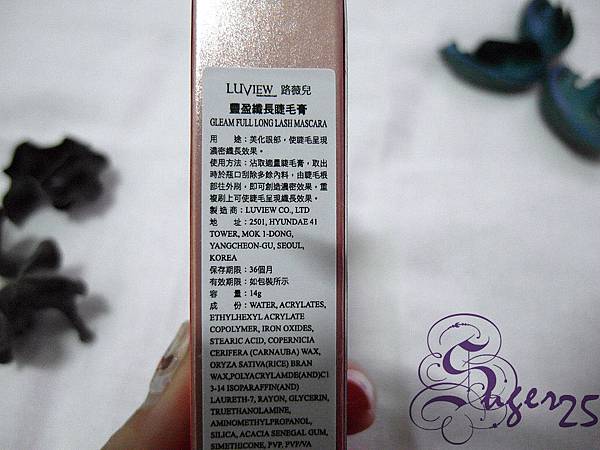 LUVIEW 路薇兒
豐盈纖長睫毛膏
GLEAM FULL LONG LASH MASCARA
用 途：美化眼部，使睫毛呈現
濃密纖長效果。
使用方法：沾取適量睫毛膏，取出
時於瓶口刮除多餘內料，由睫毛根
部往外刷，即可創造濃密效果，重
複刷上可使睫毛呈現纖長效果。
製 造 商：LUVIEW CO., LTD
地 址：2501, HYUNDAE 41
TOWER, MOK 1-DONG,
YANGCHEON-GU, SEOUL,
KOREA
保存期限：36個月
有效期限：如包裝所示
容 量：14g
成 份：WATER, ACRYLATES,
ETHYLHEXYL ACRYLATE
COPOLYMER, IRON OXIDES,
STEARIC ACID, COPERNICIA
CERIFERA (CARNAUBA) WAX,
ORYZA SATIVA(RICE) BRAN
WAX,POLYACRYLAMDE(AND)C1
3-14 ISOPARAFFIN(AND)
LAURETH-7, RAYON, GLYCERIN,
TRUETHANOLAMINE,
AMINOMETHYLPROPANOL,
SILICA, ACACIA SENEGAL GUM,
SIMETHICONE, PVP, PVP/VA
Suger25